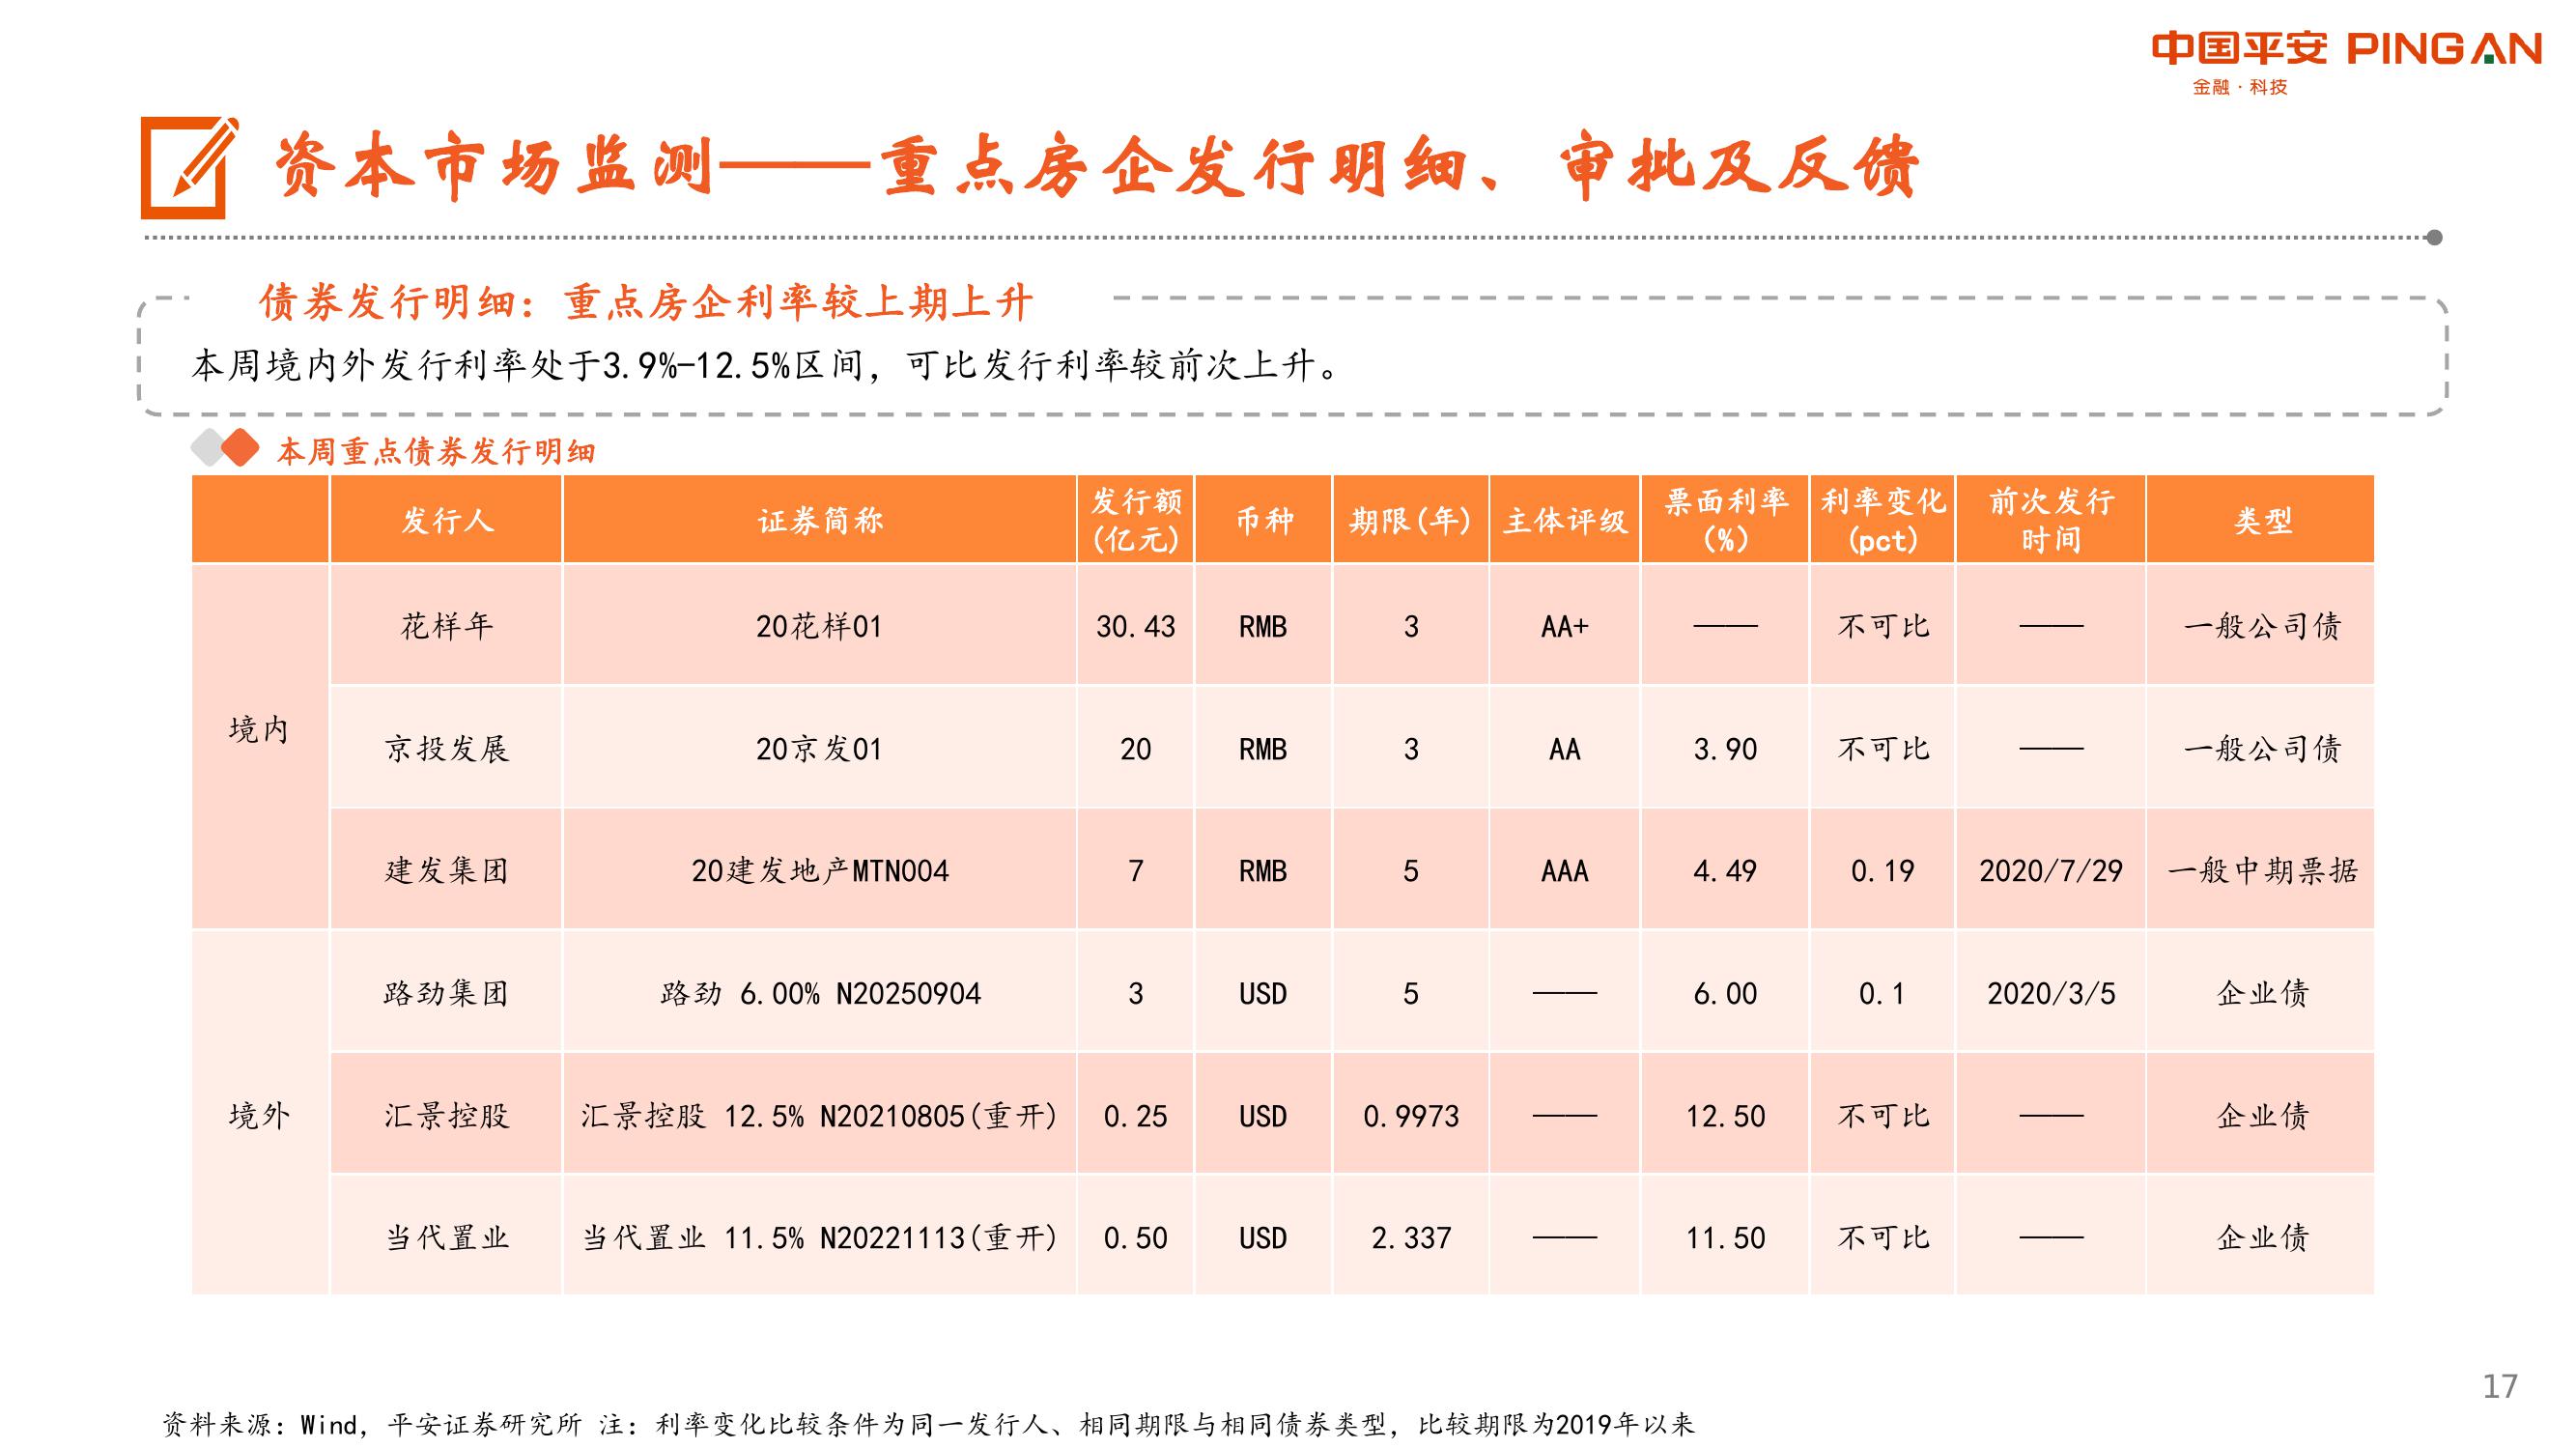 中国平安 PING AN
金融·科技
资本市场监测——重点房企发行明细、审批及反馈
债券发行明细：重点房企利率较上期上升
本周境内外发行利率处于3.9%-12.5%区间，可比发行利率较前次上升。
本周重点债券发行明细
发行人 证券简称 发行额(亿元) 币种 期限(年) 主体评级 票面利率(%) 利率变化(pct) 前次发行时间 类型
境内
花样年 20花样01 30.43 RMB 3 AA+ —— 不可比 —— 一般公司债
京投发展 20京发01 20 RMB 3 AA 3.90 不可比 —— 一般公司债
建发集团 20建发地产MTN004 7 RMB 5 AAA 4.49 0.19 2020/7/29 一般中期票据
境外
路劲集团 路劲 6.00% N20250904 3 USD 5 —— 6.00 0.1 2020/3/5 企业债
汇景控股 汇景控股 12.5% N20210805(重开) 0.25 USD 0.9973 —— 12.50 不可比 —— 企业债
当代置业 当代置业 11.5% N20221113(重开) 0.50 USD 2.337 —— 11.50 不可比 —— 企业债
17
资料来源：Wind，平安证券研究所 注：利率变化比较条件为同一发行人、相同期限与相同债券类型，比较期限为2019年以来